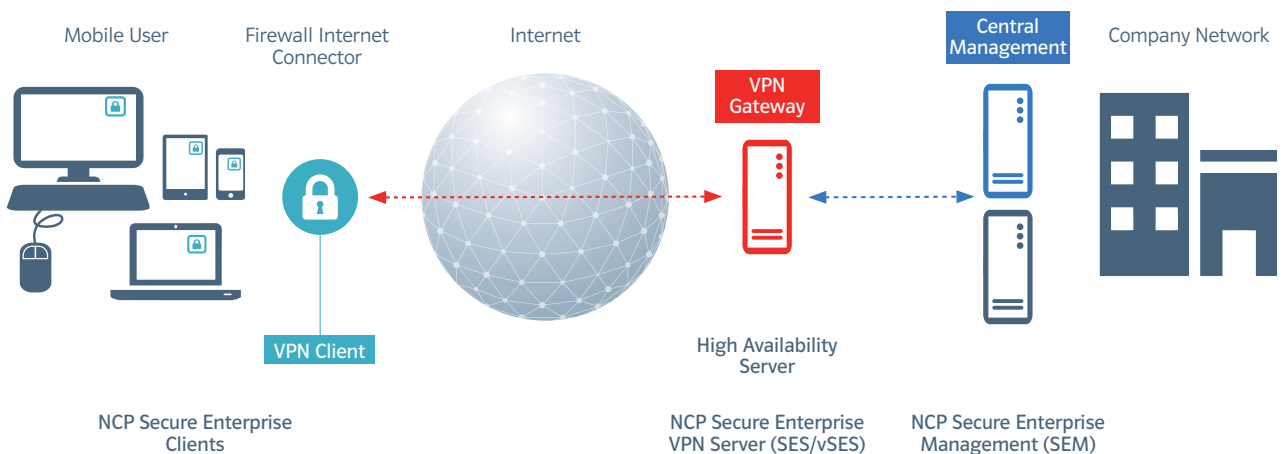 Mobile User
Firewall Internet
Connector
Internet
Central
Management
Company Network
VPN
Gateway
VPN Client
High Availability
Server
NCP Secure Enterprise
Clients
NCP Secure Enterprise
VPN Server (SES/vSES)
NCP Secure Enterprise
Management (SEM)